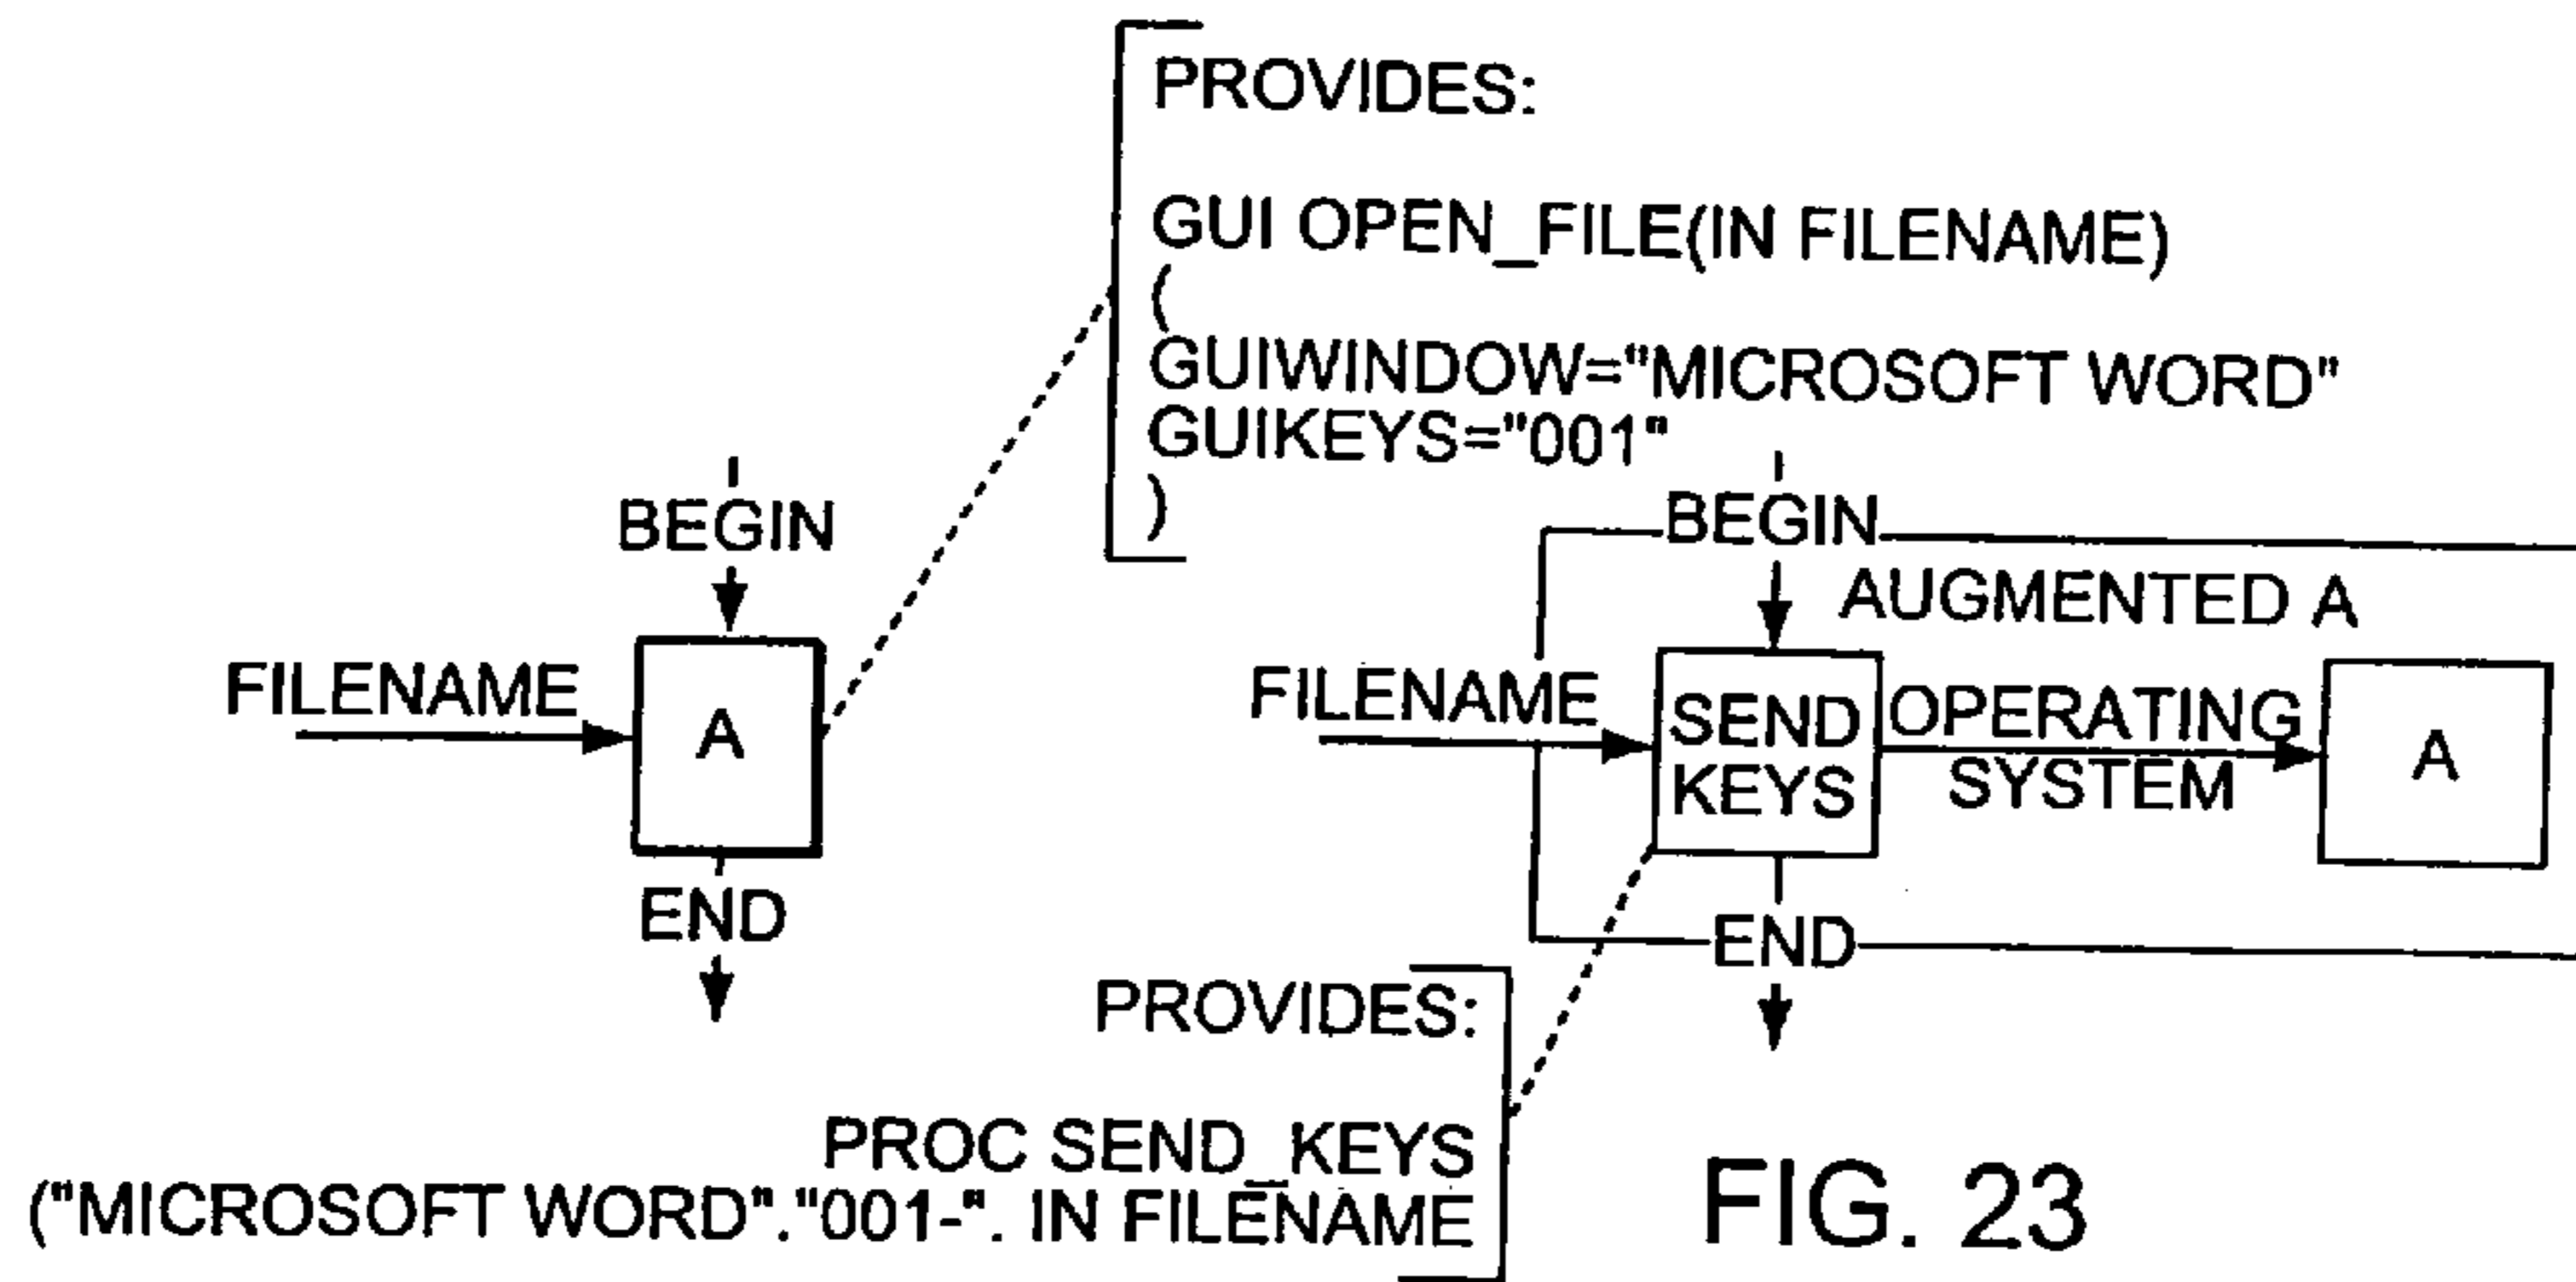 PROVIDES:
GUI OPEN_FILE(IN FILENAME)
(
GUIWINDOW="MICROSOFT WORD"
GUIKEYS="001"
)
BEGIN
FILENAME
A
END
BEGIN
AUGMENTED A
FILENAME
SEND
KEYS
OPERATING
SYSTEM
A
END
PROVIDES:
PROC SEND_KEYS
("MICROSOFT WORD"."001-". IN FILENAME
FIG. 23